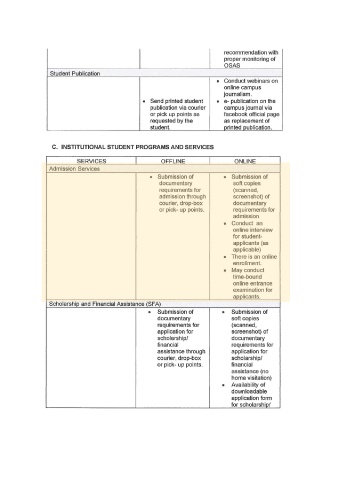 recommendation with
proper monitoring of
OSAS
Student Publication
• Send printed student
publication via courier
or pick up points as
requested by the
student.
• Conduct webinars on
online campus
journalism.
• e- publication on the
campus journal via
facebook official page
as replacement of
printed publication.
C. INSTITUTIONAL STUDENT PROGRAMS AND SERVICES
SERVICES OFFLINE ONLINE
Admission Services
• Submission of
documentary
requirements for
admission through
courier, drop-box
or pick- up points.
• Submission of
soft copies
(scanned,
screenshot) of
documentary
requirements for
admission
• Conduct an
online interview
for student-
applicants (as
applicable)
• There is an online
enrollment.
• May conduct
time-bound
online entrance
examination for
applicants.
Scholarship and Financial Assistance (SFA)
• Submission of
documentary
requirements for
application for
scholarship/
financial
assistance through
courier, drop-box
or pick- up points.
• Submission of
soft copies
(scanned,
screenshot) of
documentary
requirements for
application for
scholarship/
financial
assistance (no
home visitation)
• Availability of
downloadable
application form
for scholarship/